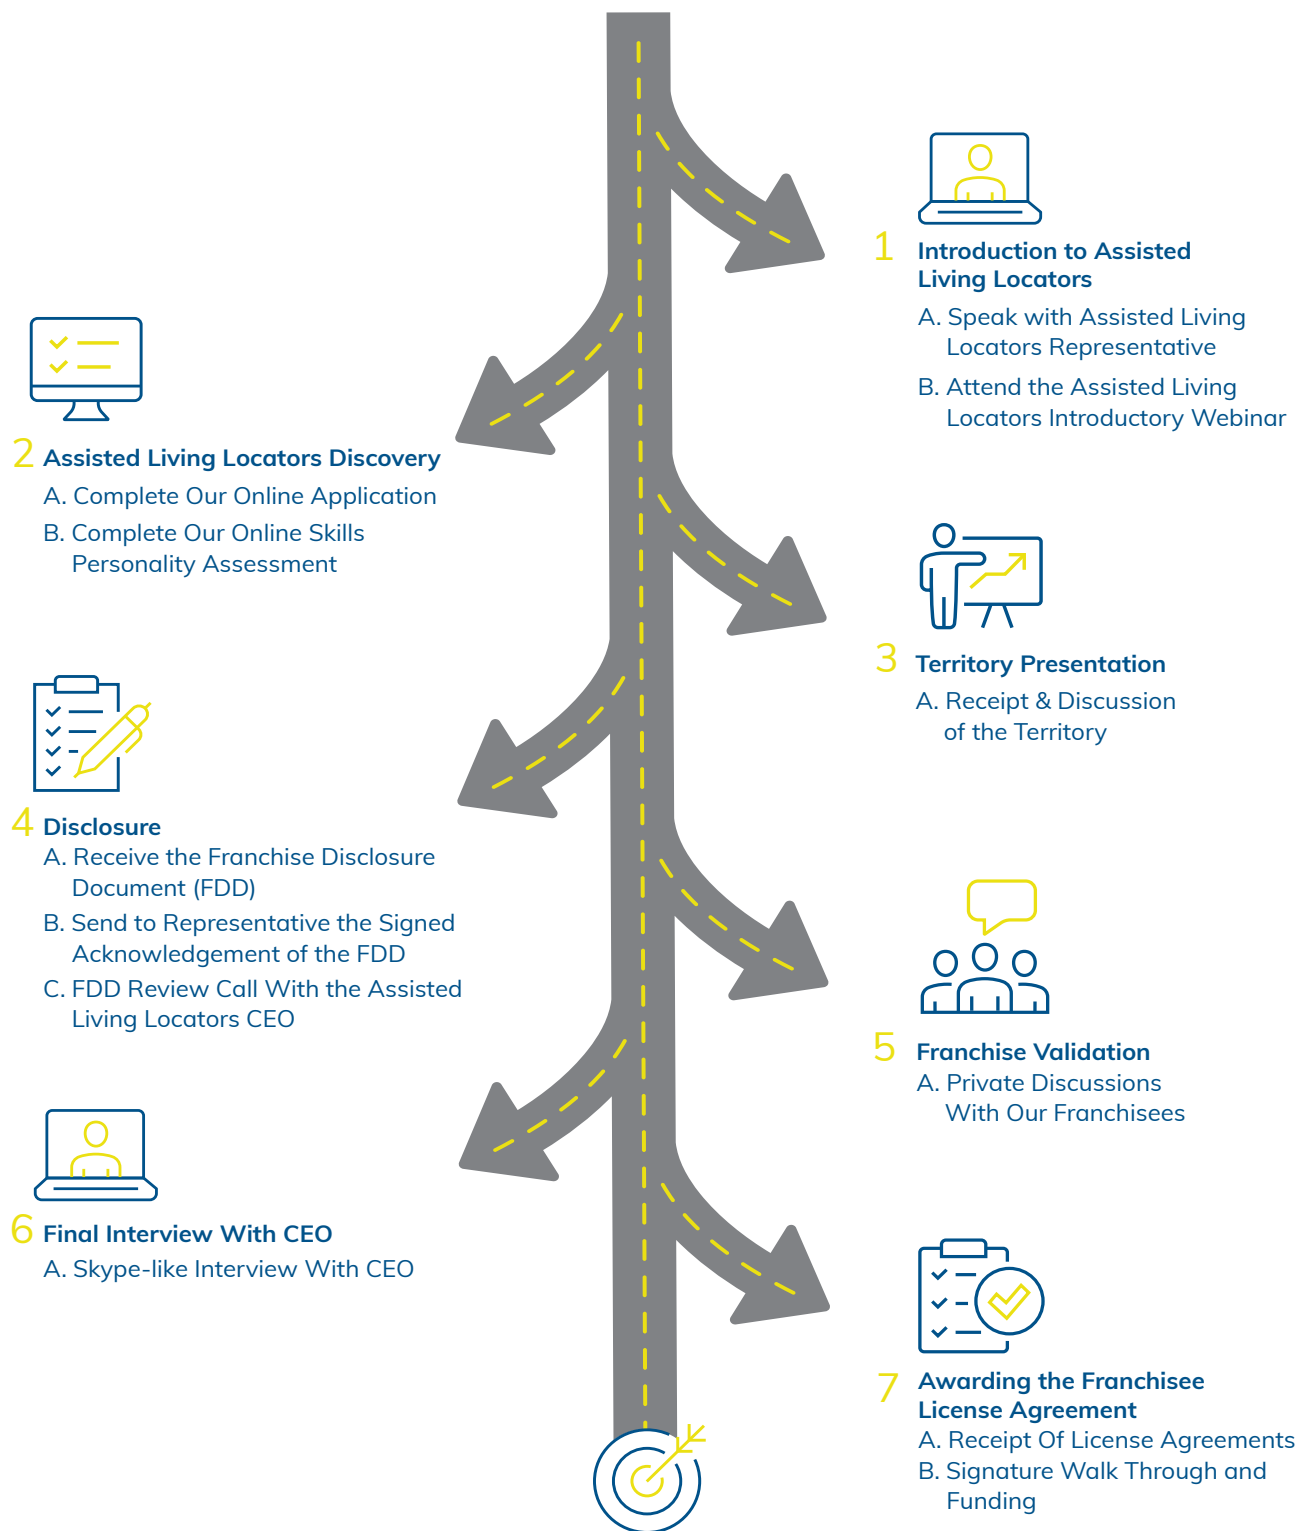 1 Introduction to Assisted
Living Locators
A. Speak with Assisted Living
Locators Representative
B. Attend the Assisted Living
Locators Introductory Webinar
2 Assisted Living Locators Discovery
A. Complete Our Online Application
B. Complete Our Online Skills
Personality Assessment
3 Territory Presentation
A. Receipt & Discussion
of the Territory
4 Disclosure
A. Receive the Franchise Disclosure
Document (FDD)
B. Send to Representative the Signed
Acknowledgement of the FDD
C. FDD Review Call With the Assisted
Living Locators CEO
5 Franchise Validation
A. Private Discussions
With Our Franchisees
6 Final Interview With CEO
A. Skype-like Interview With CEO
7 Awarding the Franchisee
License Agreement
A. Receipt Of License Agreements
B. Signature Walk Through and
Funding